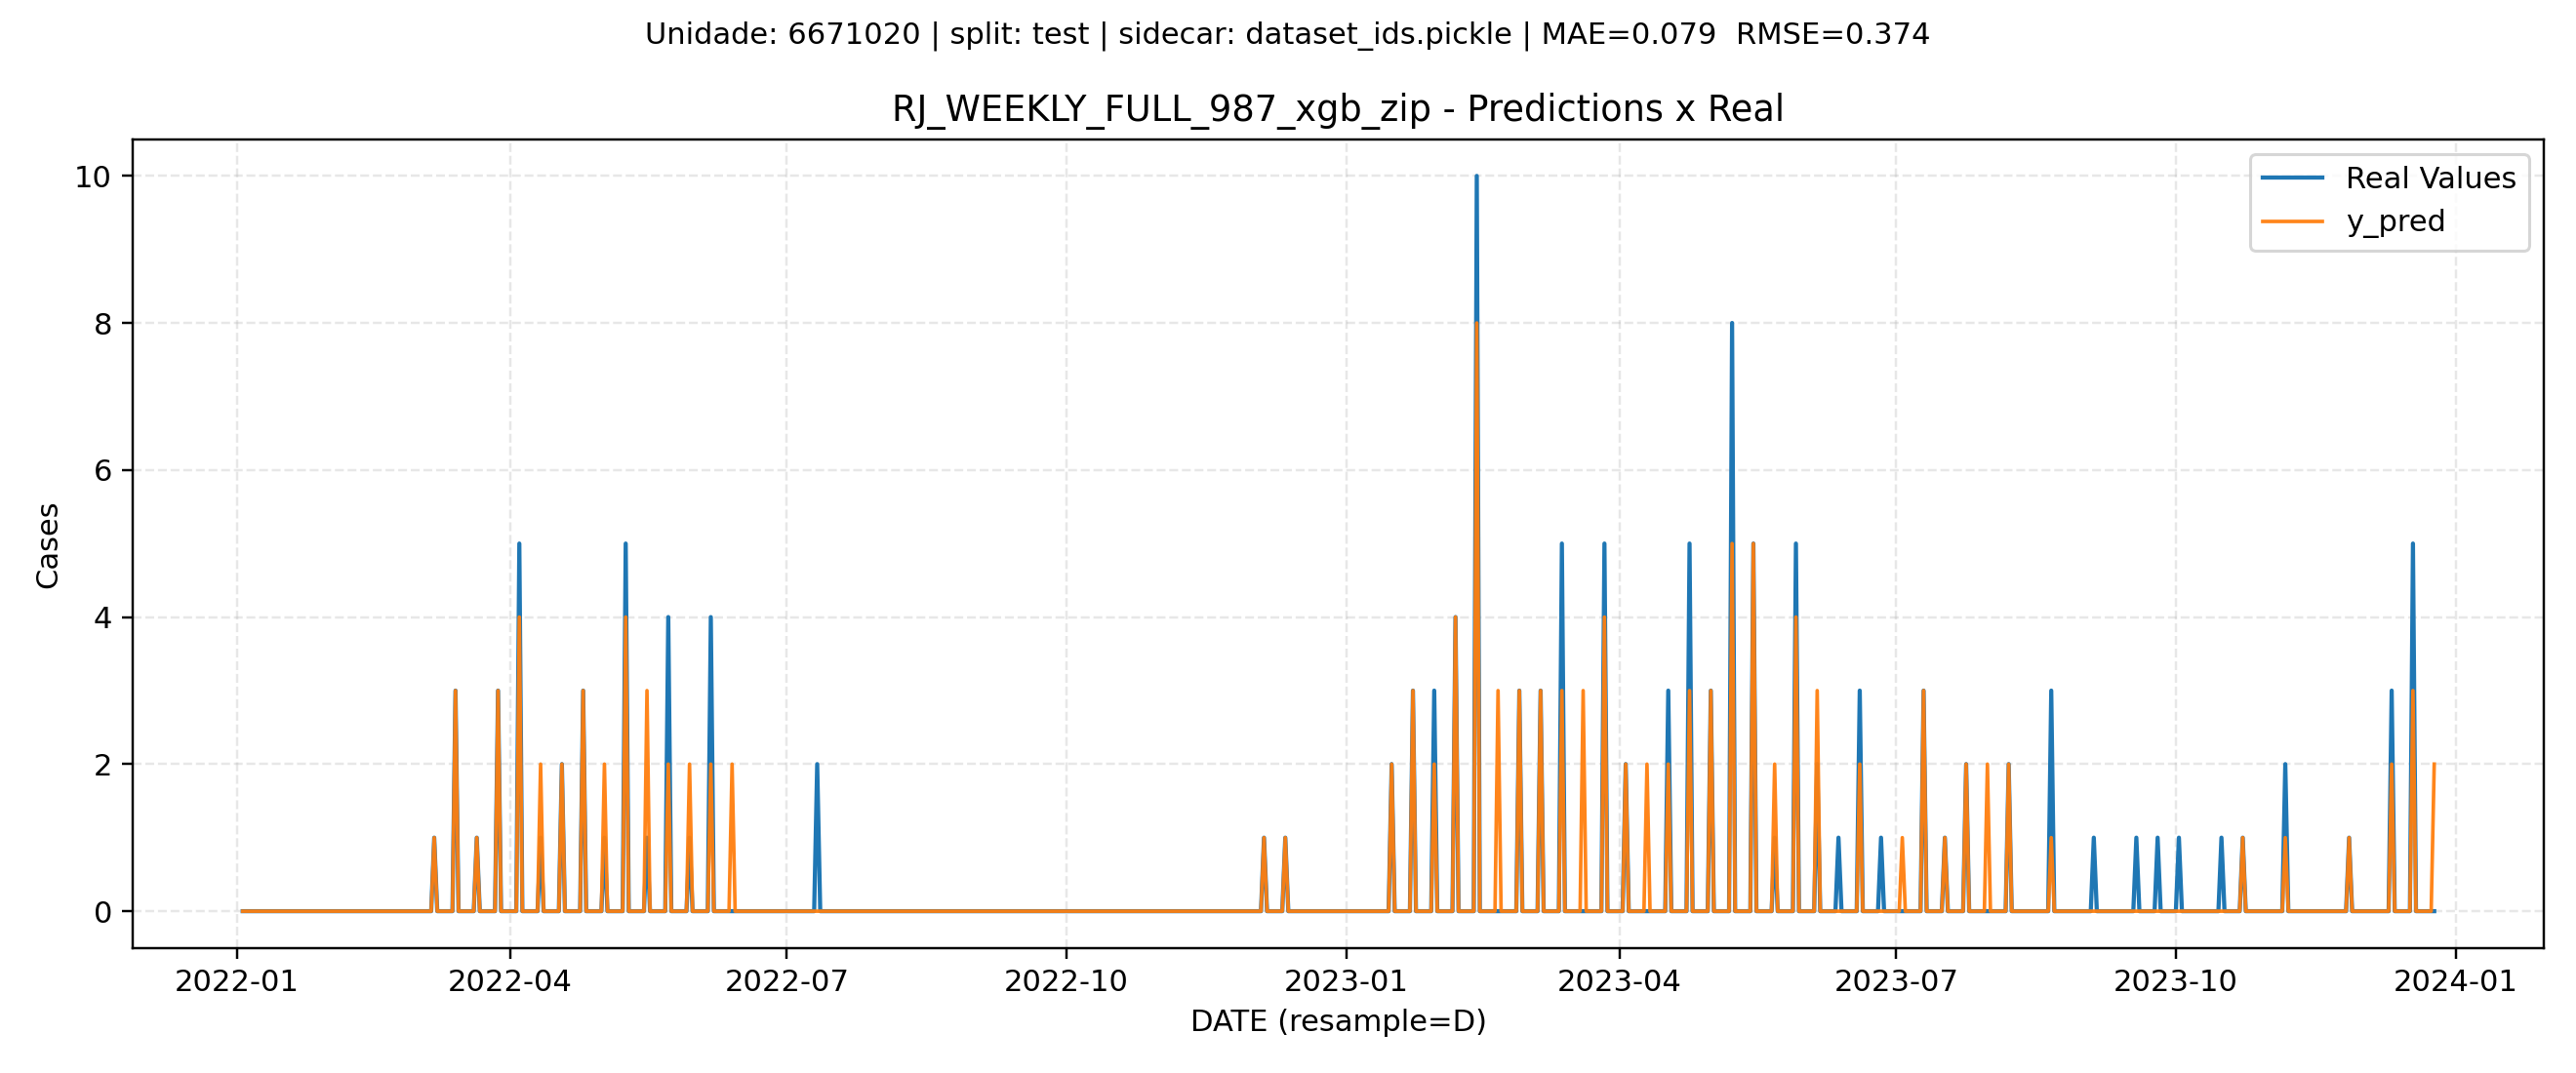 Unidade: 6671020 | split: test | sidecar: dataset_ids.pickle | MAE=0.079  RMSE=0.374
RJ_WEEKLY_FULL_987_xgb_zip - Predictions x Real
Real Values
y_pred
Cases
10
8
6
4
2
0
2022-01
2022-04
2022-07
2022-10
2023-01
2023-04
2023-07
2023-10
2024-01
DATE (resample=D)